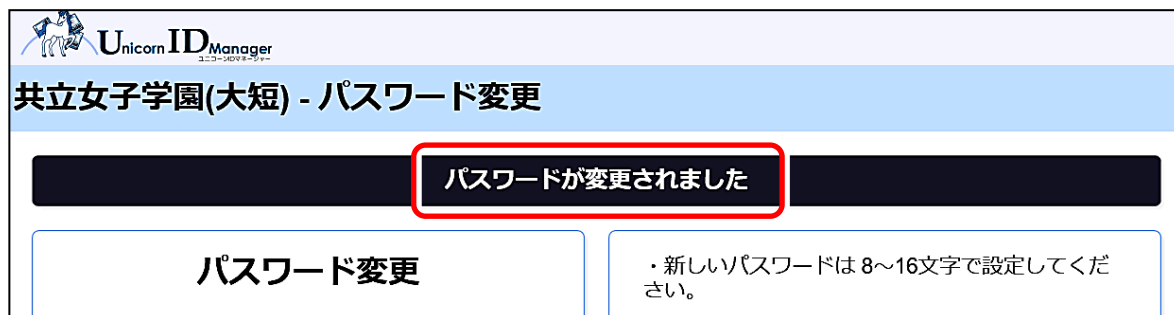 Unicorn ID Manager
ユニコーンIDマネージャー
共立女子学園(大短) - パスワード変更
パスワードが変更されました
パスワード変更
・新しいパスワードは 8～16文字で設定してくだ
さい。